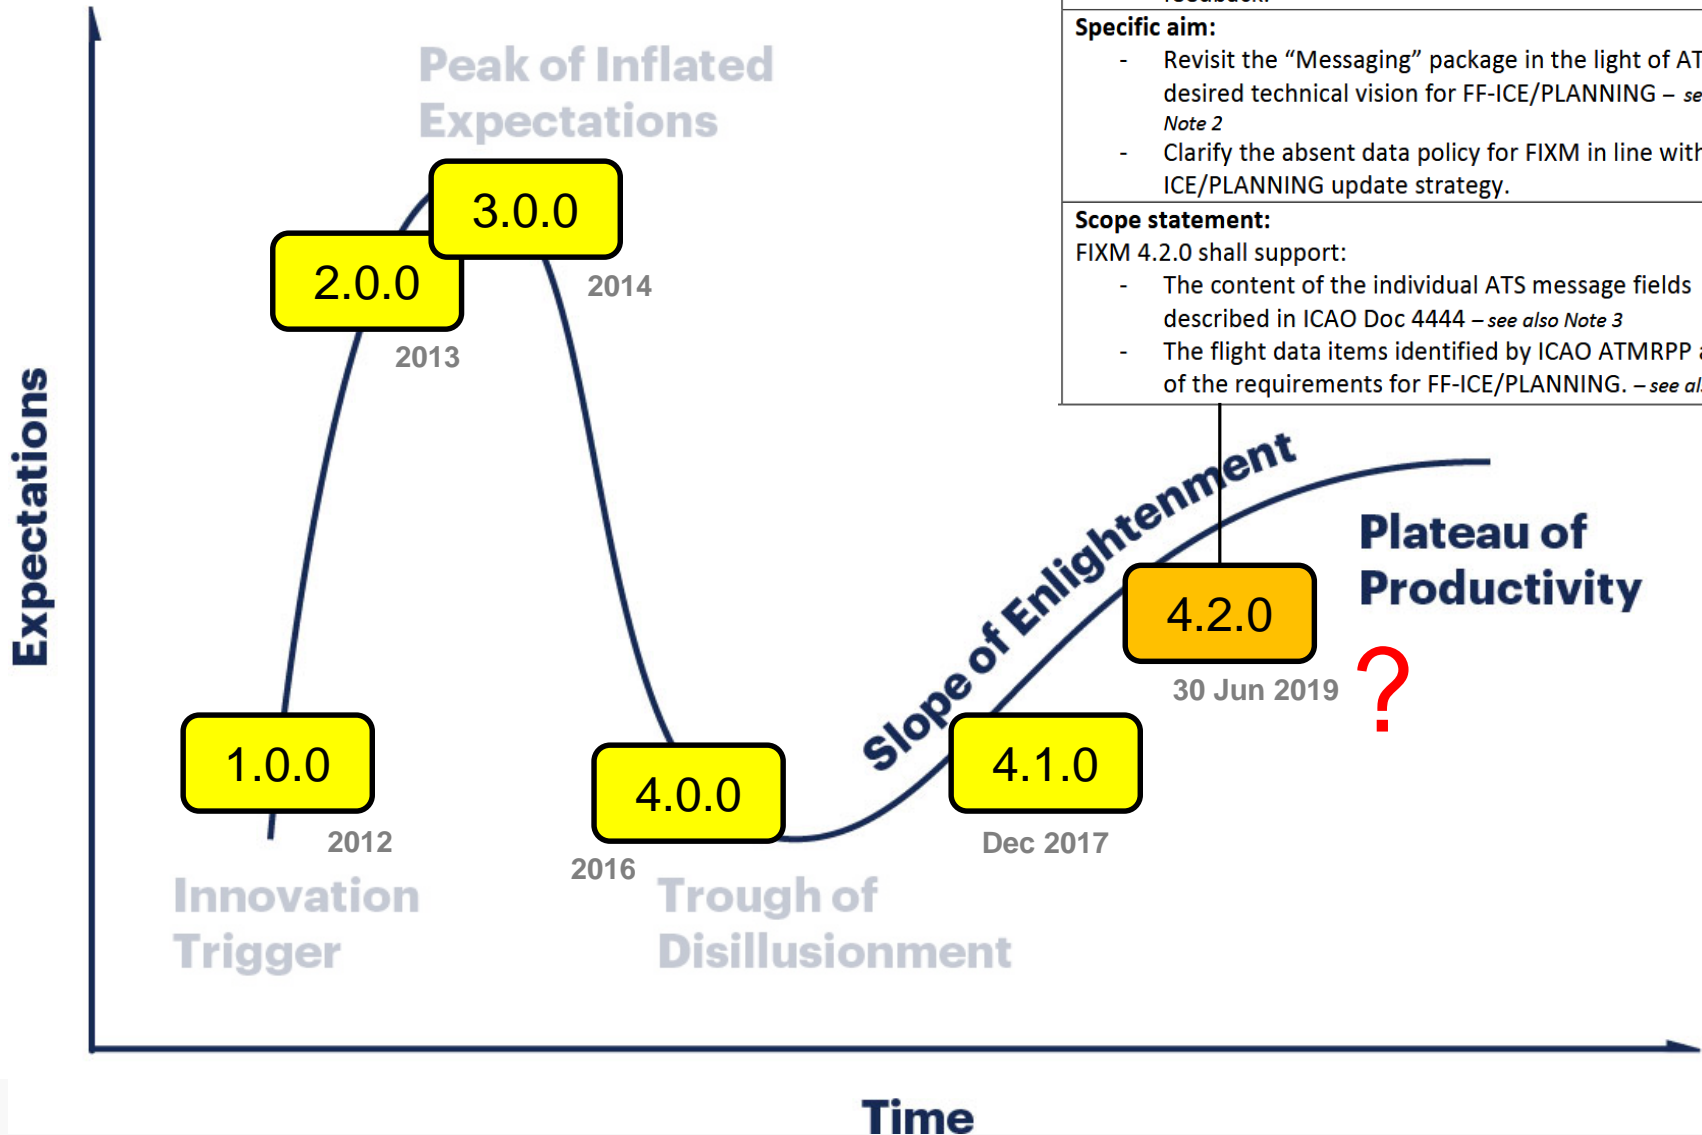 feedback.
Specific aim:
- Revisit the “Messaging” package in the light of AT
desired technical vision for FF-ICE/PLANNING – se
Note 2
- Clarify the absent data policy for FIXM in line with
ICE/PLANNING update strategy.
Scope statement:
FIXM 4.2.0 shall support:
- The content of the individual ATS message fields
described in ICAO Doc 4444 – see also Note 3
- The flight data items identified by ICAO ATMRPP
of the requirements for FF-ICE/PLANNING. – see al
Peak of Inflated
Expectations
3.0.0
2014
2.0.0
2013
Expectations
Slope of Enlightenment
Plateau of
Productivity
4.2.0
30 Jun 2019
?
1.0.0
2012
4.0.0
2016
4.1.0
Dec 2017
Innovation
Trigger
Trough of
Disillusionment
Time